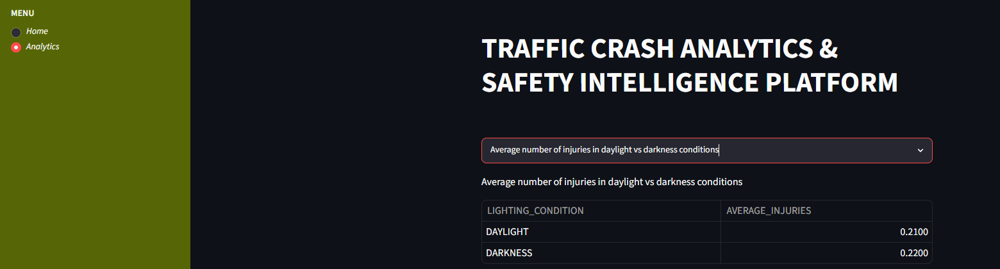 MENU
Home
Analytics
TRAFFIC CRASH ANALYTICS &
SAFETY INTELLIGENCE PLATFORM
Average number of injuries in daylight vs darkness conditions
Average number of injuries in daylight vs darkness conditions
LIGHTING_CONDITION AVERAGE_INJURIES
DAYLIGHT 0.2100
DARKNESS 0.2200